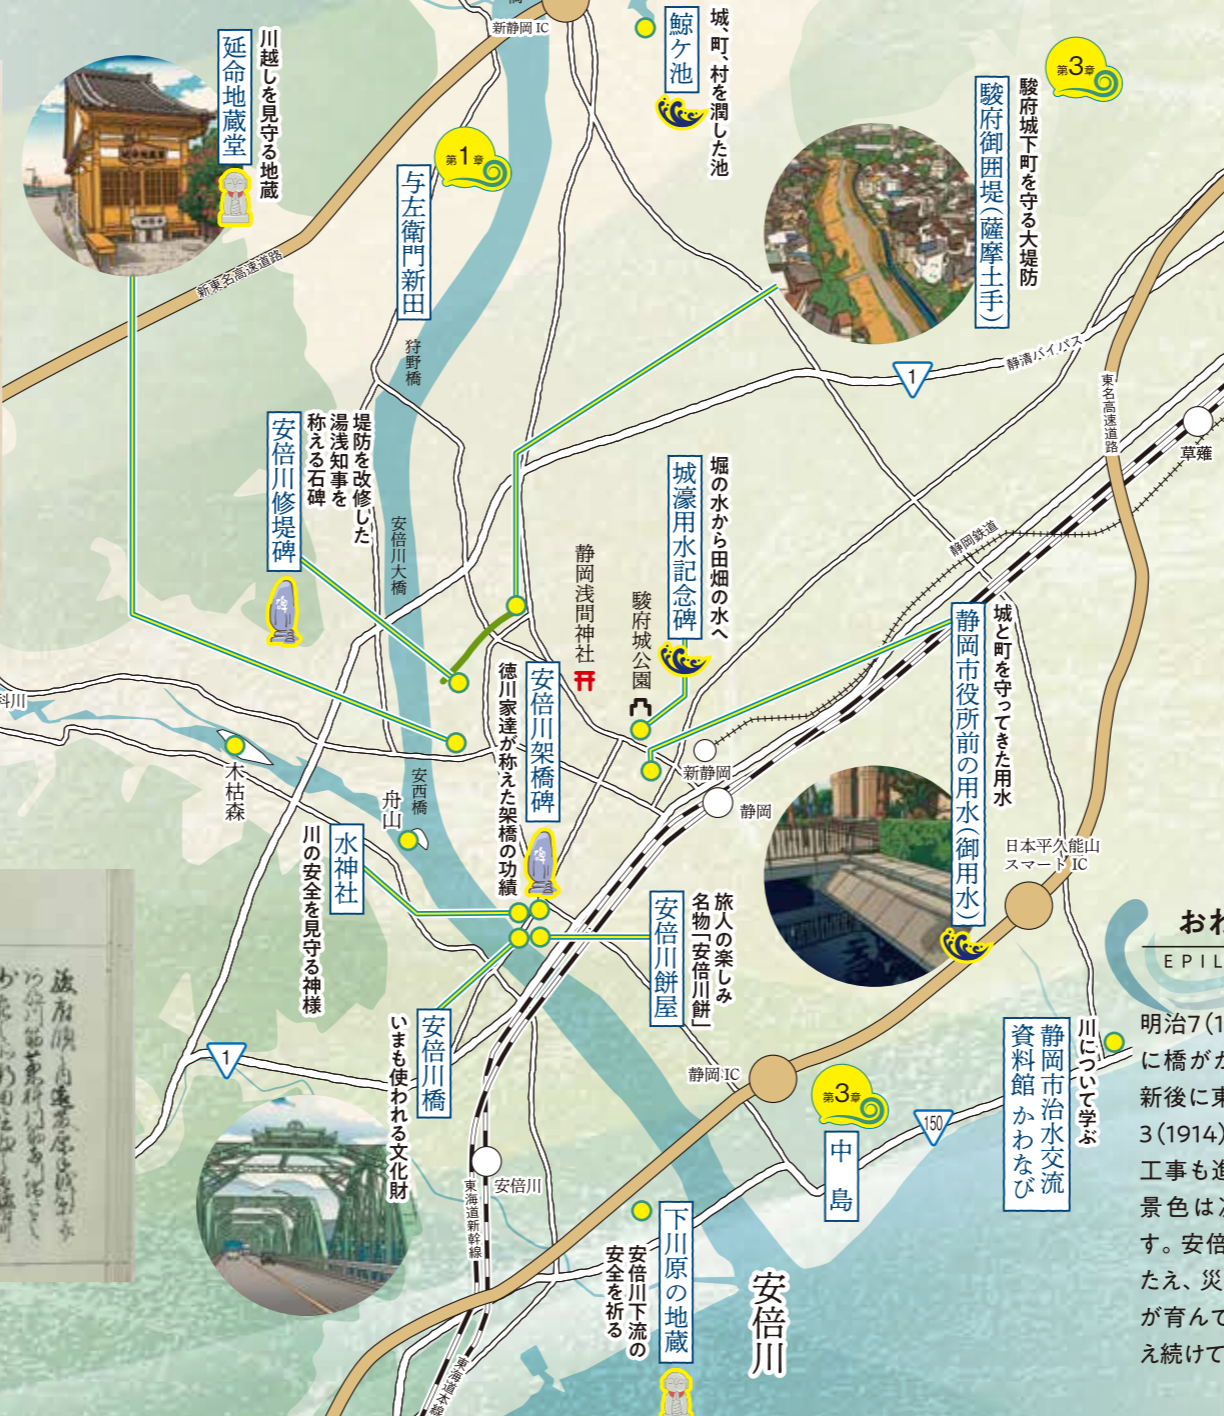 新静岡IC
鯨ケ池
城、町、村を潤した池
第3章
駿府御囲堤(薩摩土手)
駿府城下町を守る大堤防
延命地蔵堂
川越しを見守る地蔵
第1章
与左衛門新田
新東名高速道路
狩野橋
1
静清バイパス
東名高速道路
草薙
安倍川修堤碑
堤防を改修した
湯浅知事を
称える石碑
碑
安倍川大橋
城濠用水記念碑
堀の水から田畑の水へ
静岡鉄道
静岡浅間神社
駿府城公園
静岡市役所前の用水(御用水)
城と町を守ってきた用水
安倍川架橋碑
徳川家達が称えた架橋の功績
碑
科川
木枯森
舟山
安西橋
新静岡
静岡
水神社
川の安全を見守る神様
日本平久能山
スマートIC
安倍川餅屋
旅人の楽しみ
名物「安倍川餅」
安倍川橋
いまも使われる文化財
1
静岡IC
第3章
中島
150
静岡市治水交流
資料館 かわなび
川について学ぶ
安倍川
東海道新幹線
東海道本線
下川原の地蔵
安倍川下流の
安全を祈る
安倍川
おわ
EPIL
明治7(1
に橋がか
新後に東
3(1914)
工事も進
景色は次
す。安倍
たえ、災
が育んで
え続けて